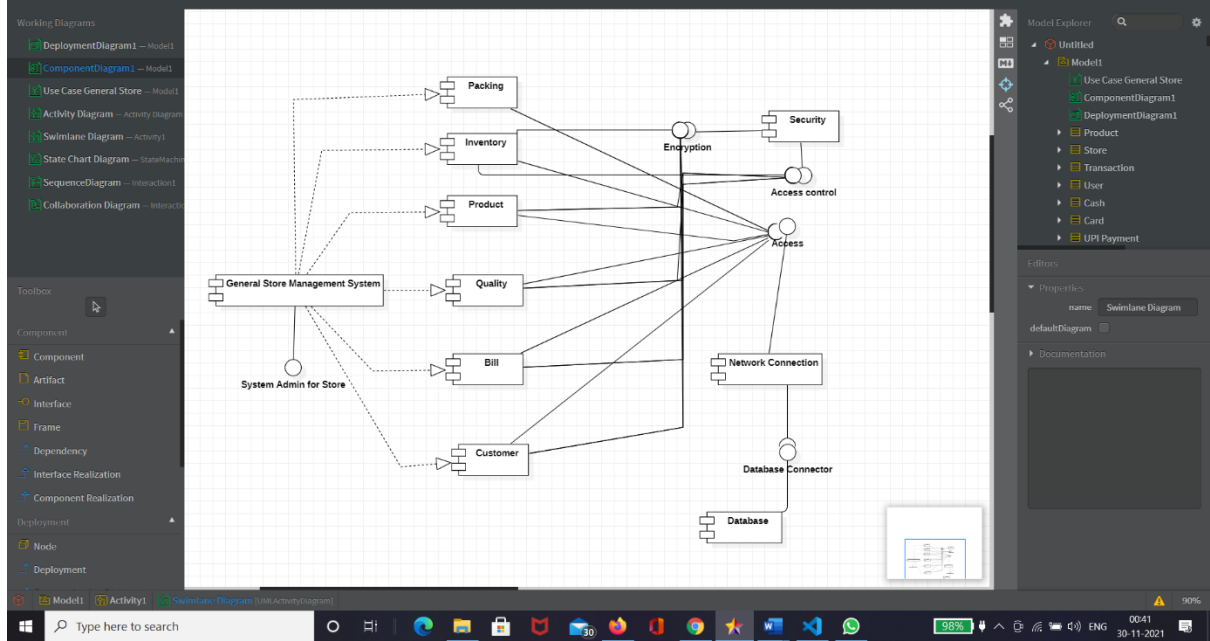 Working Diagrams
DeploymentDiagram1 — Model1
ComponentDiagram1 — Model1
Use Case General Store — Model1
Activity Diagram — Activity Diagram
Swimlane Diagram — Activity1
State Chart Diagram — StateMachin
SequenceDiagram — Interaction1
Collaboration Diagram — Interactio
Toolbox
Component
Component
Artifact
Interface
Frame
Dependency
Interface Realization
Component Realization
Deployment
Node
Deployment
Packing
Inventory
Product
General Store Management System
Quality
Bill
System Admin for Store
Customer
Security
Encryption
Access control
Access
Network Connection
Database Connector
Database
Model Explorer
Untitled
Model1
Use Case General Store
ComponentDiagram1
DeploymentDiagram1
Product
Store
Transaction
User
Cash
Card
UPI Payment
Editors
Properties
name Swimlane Diagram
defaultDiagram
Documentation
Model1 Activity1 Swimlane Diagram [UMLActivityDiagram]
90%
Type here to search
30
98%
ENG
00:41
30-11-2021